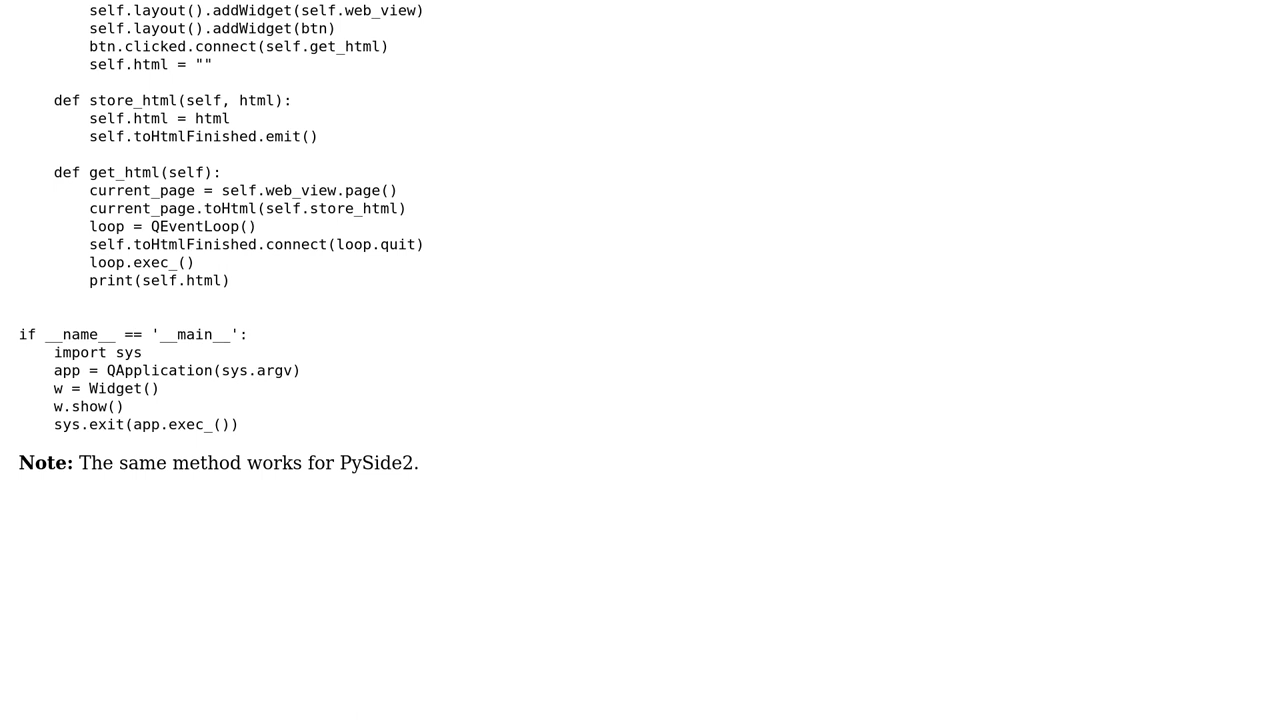 self.layout().addWidget(self.web_view)
        self.layout().addWidget(btn)
        btn.clicked.connect(self.get_html)
        self.html = ""

    def store_html(self, html):
        self.html = html
        self.toHtmlFinished.emit()

    def get_html(self):
        current_page = self.web_view.page()
        current_page.toHtml(self.store_html)
        loop = QEventLoop()
        self.toHtmlFinished.connect(loop.quit)
        loop.exec_()
        print(self.html)


if __name__ == '__main__':
    import sys
    app = QApplication(sys.argv)
    w = Widget()
    w.show()
    sys.exit(app.exec_())

Note: The same method works for PySide2.